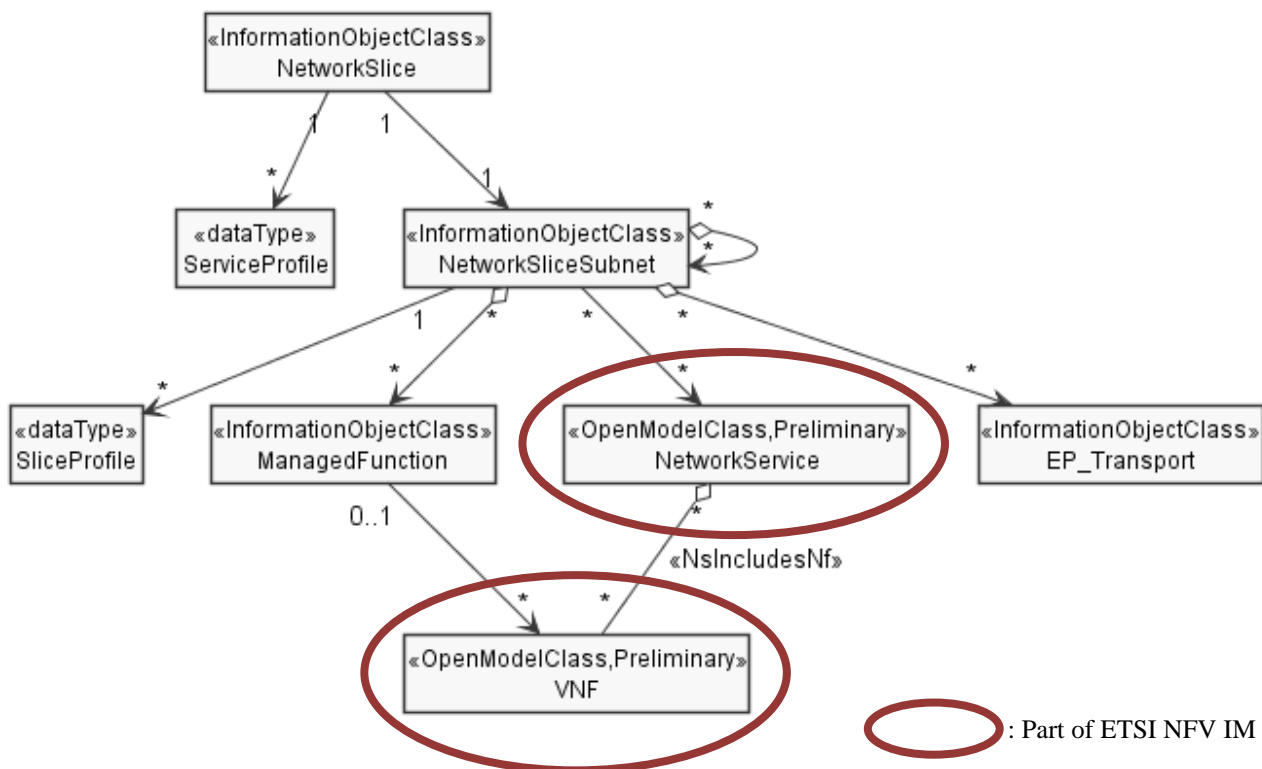 «InformationObjectClass»
NetworkSlice
1
1
*
1
*
*
«dataType»
ServiceProfile
«InformationObjectClass»
NetworkSliceSubnet
1
*
*
*
*
*
*
*
«dataType»
SliceProfile
«InformationObjectClass»
ManagedFunction
«OpenModelClass,Preliminary»
NetworkService
«InformationObjectClass»
EP_Transport
0..1
*
«NsIncludesNf»
*
*
«OpenModelClass,Preliminary»
VNF
: Part of ETSI NFV IM